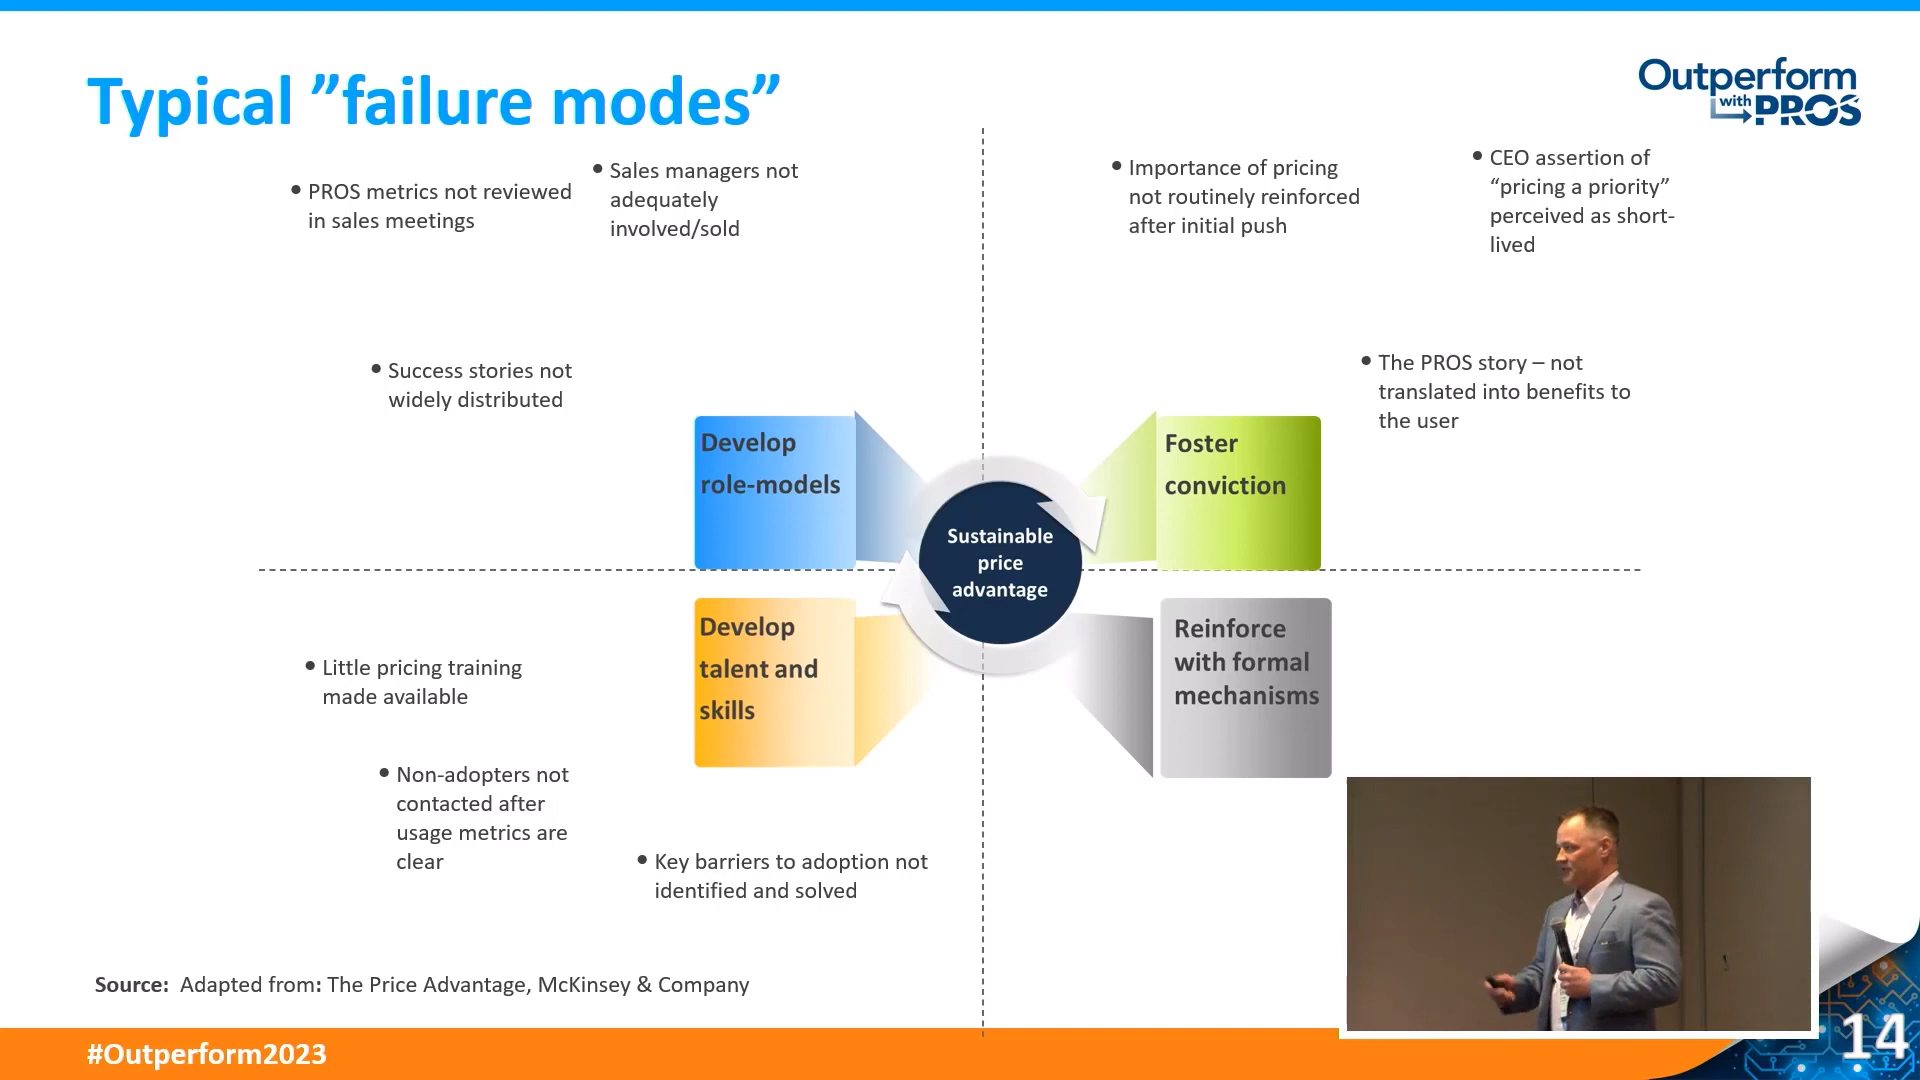 Typical ”failure modes”
Outperform
with PROS
• PROS metrics not reviewed
in sales meetings
• Sales managers not
adequately
involved/sold
• Importance of pricing
not routinely reinforced
after initial push
• CEO assertion of
“pricing a priority”
perceived as short-
lived
• Success stories not
widely distributed
• The PROS story – not
translated into benefits to
the user
Develop
role-models
Foster
conviction
Sustainable
price
advantage
Develop
talent and
skills
Reinforce
with formal
mechanisms
• Little pricing training
made available
• Non-adopters not
contacted after
usage metrics are
clear
• Key barriers to adoption not
identified and solved
Source: Adapted from: The Price Advantage, McKinsey & Company
#Outperform2023
14